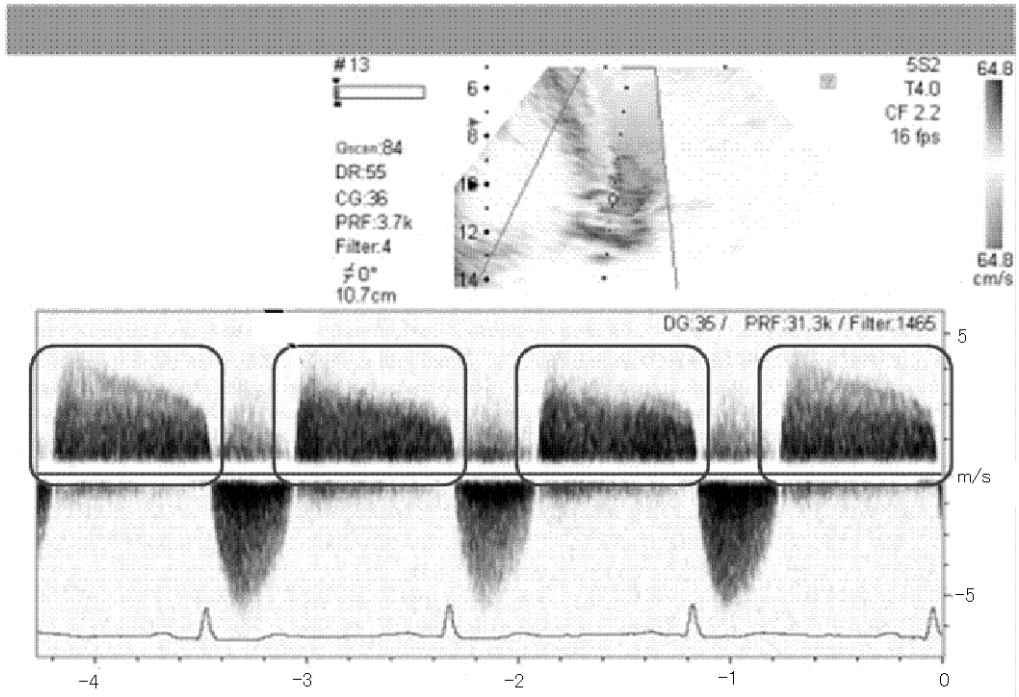 #13
Qscan:84
DR:55
CG:36
PRF:3.7k
Filter:4
0°
10.7cm
6
8
10
12
14
5S2
T4.0
CF 2.2
16 fps
64.8
64.8
cm/s
DG:35 / PRF:31.3k / Filter:1465
5
m/s
-5
-4 -3 -2 -1 0